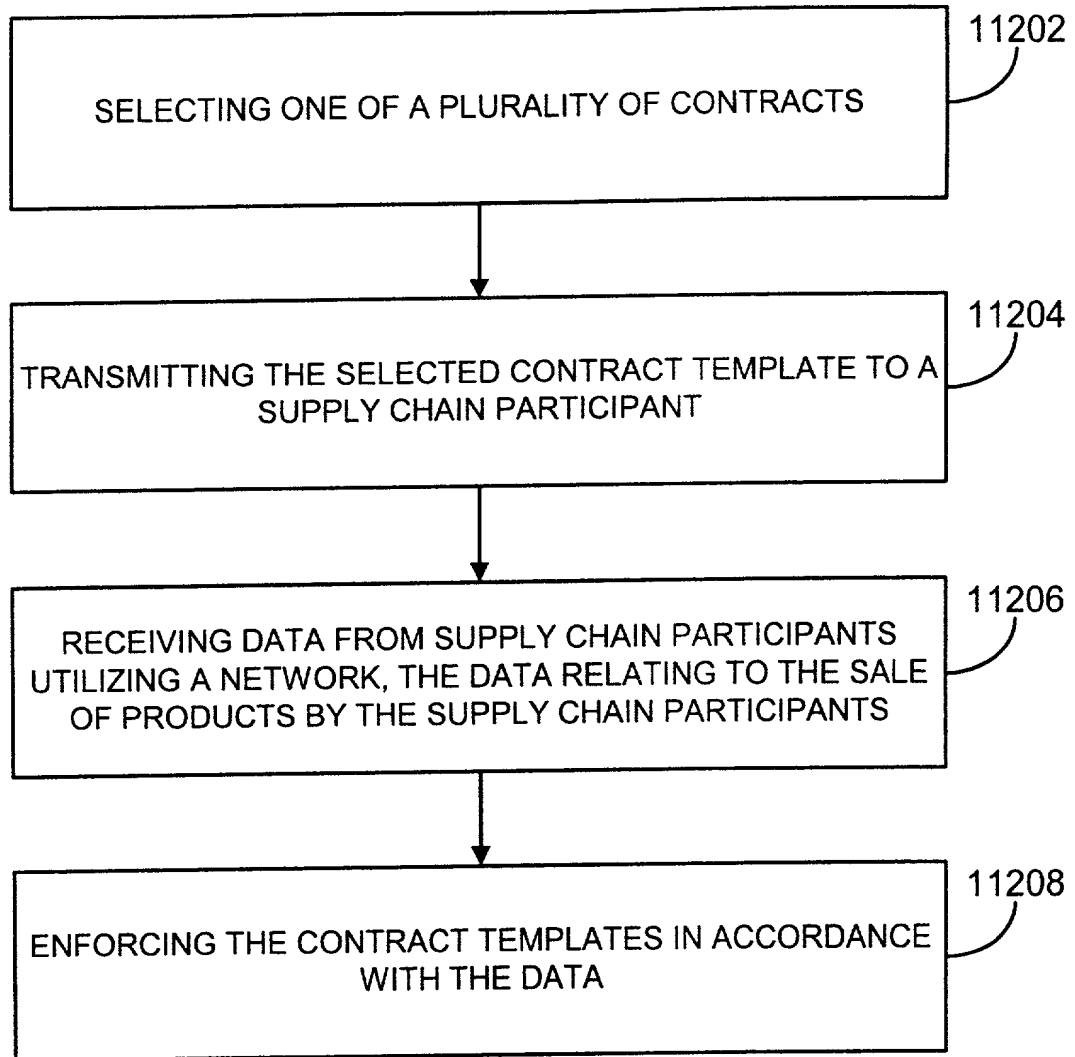 11202
SELECTING ONE OF A PLURALITY OF CONTRACTS
11204
TRANSMITTING THE SELECTED CONTRACT TEMPLATE TO A
SUPPLY CHAIN PARTICIPANT
11206
RECEIVING DATA FROM SUPPLY CHAIN PARTICIPANTS
UTILIZING A NETWORK, THE DATA RELATING TO THE SALE
OF PRODUCTS BY THE SUPPLY CHAIN PARTICIPANTS
11208
ENFORCING THE CONTRACT TEMPLATES IN ACCORDANCE
WITH THE DATA